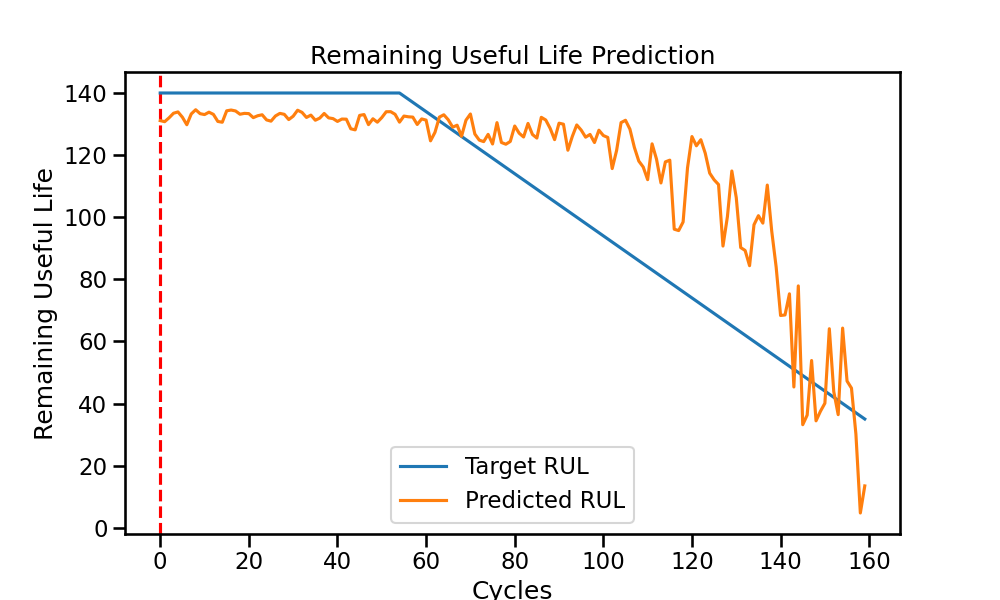 Remaining Useful Life Prediction
Remaining Useful Life
140
120
100
80
60
40
20
0
Target RUL
Predicted RUL
0 20 40 60 80 100 120 140 160
Cycles